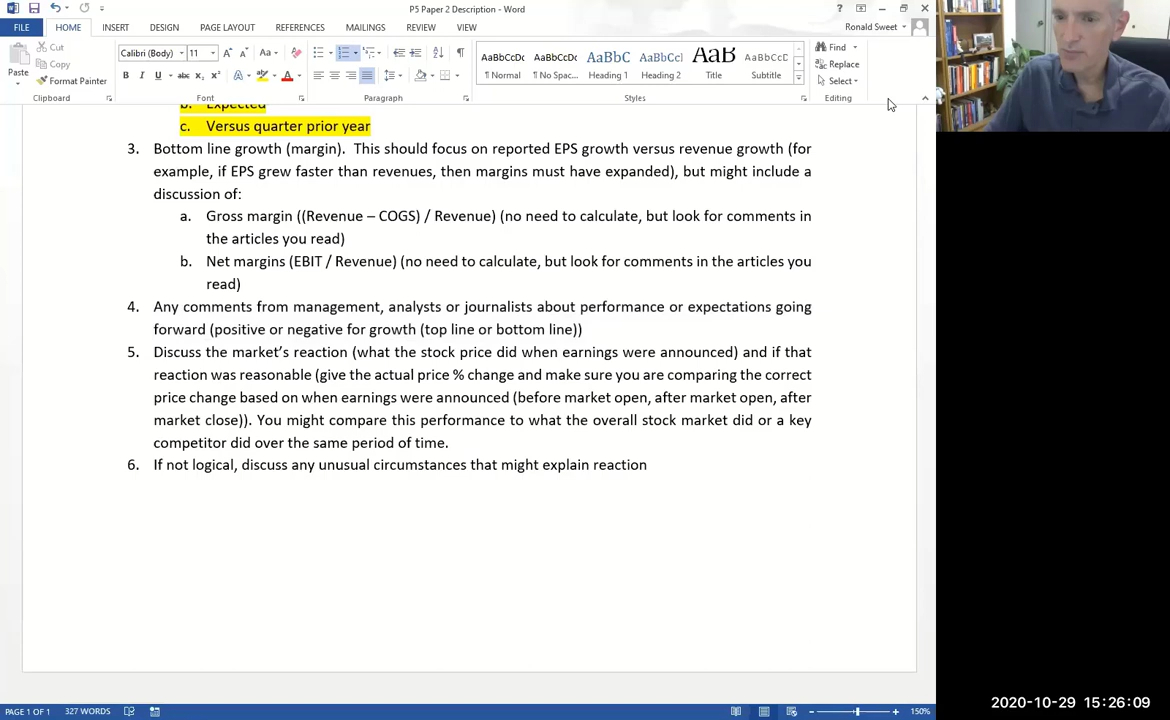 P5 Paper 2 Description - Word
FILE HOME INSERT DESIGN PAGE LAYOUT REFERENCES MAILINGS REVIEW VIEW
Ronald Sweet
Paste
Cut
Copy
Format Painter
Calibri (Body) 11
AaBbCcDc AaBbCcDc AaBbC AaBbCcI AaB AaBbCcD
¶ Normal ¶ No Spac... Heading 1 Heading 2 Title Subtitle
Find
Replace
Select
Clipboard Font Paragraph Styles Editing
b. Expected
c. Versus quarter prior year
3. Bottom line growth (margin). This should focus on reported EPS growth versus revenue growth (for
example, if EPS grew faster than revenues, then margins must have expanded), but might include a
discussion of:
a. Gross margin ((Revenue – COGS) / Revenue) (no need to calculate, but look for comments in
the articles you read)
b. Net margins (EBIT / Revenue) (no need to calculate, but look for comments in the articles you
read)
4. Any comments from management, analysts or journalists about performance or expectations going
forward (positive or negative for growth (top line or bottom line))
5. Discuss the market's reaction (what the stock price did when earnings were announced) and if that
reaction was reasonable (give the actual price % change and make sure you are comparing the correct
price change based on when earnings were announced (before market open, after market open, after
market close)). You might compare this performance to what the overall stock market did or a key
competitor did over the same period of time.
6. If not logical, discuss any unusual circumstances that might explain reaction
PAGE 1 OF 1 327 WORDS
150%
2020-10-29 15:26:09